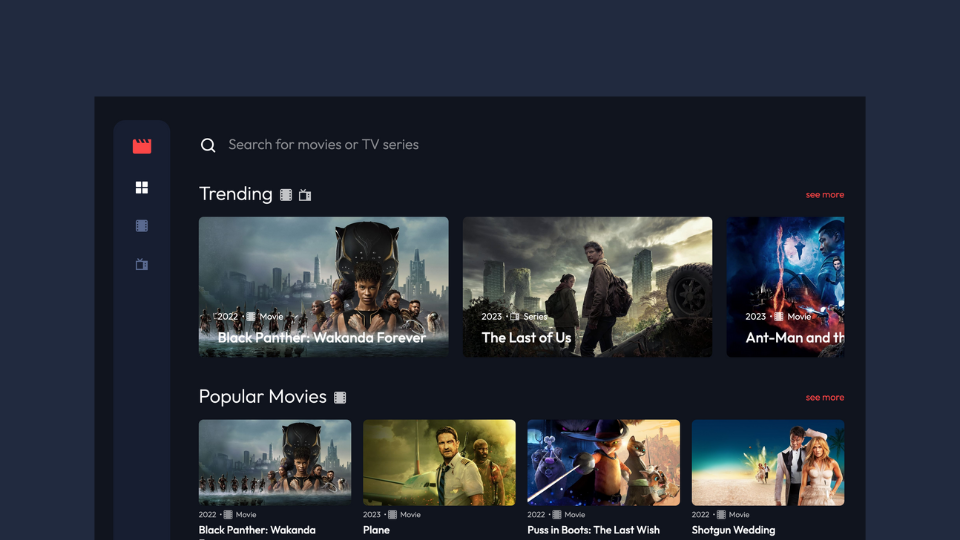 Search for movies or TV series
Trending
see more
2022 • Movie
Black Panther: Wakanda Forever
2023 • Series
The Last of Us
2023 • Movie
Ant-Man and th
Popular Movies
see more
2022 • Movie
Black Panther: Wakanda
2023 • Movie
Plane
2022 • Movie
Puss in Boots: The Last Wish
2022 • Movie
Shotgun Wedding